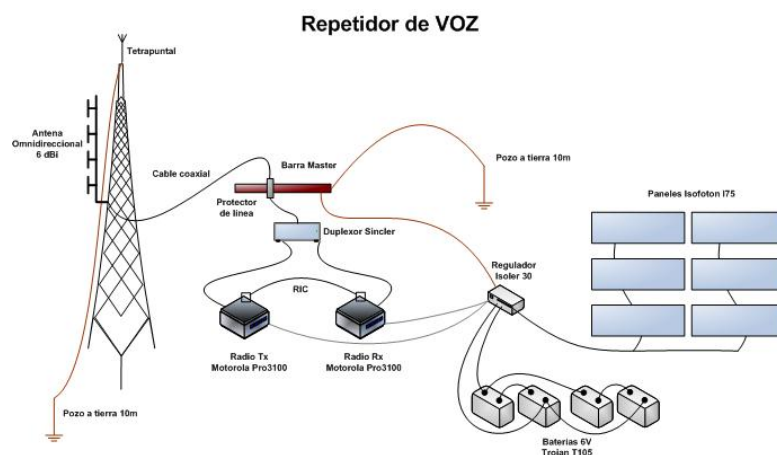 Repetidor de VOZ
Tetrapuntal
Antena
Omnidireccional
6 dBi
Cable coaxial
Barra Master
Pozo a tierra 10m
Protector
de línea
Duplexor Sincler
Paneles Isofoton I75
Regulador
Isoler 30
RIC
Radio Tx
Motorola Pro3100
Radio Rx
Motorola Pro3100
Pozo a tierra 10m
Baterias 6V
Trojan T105